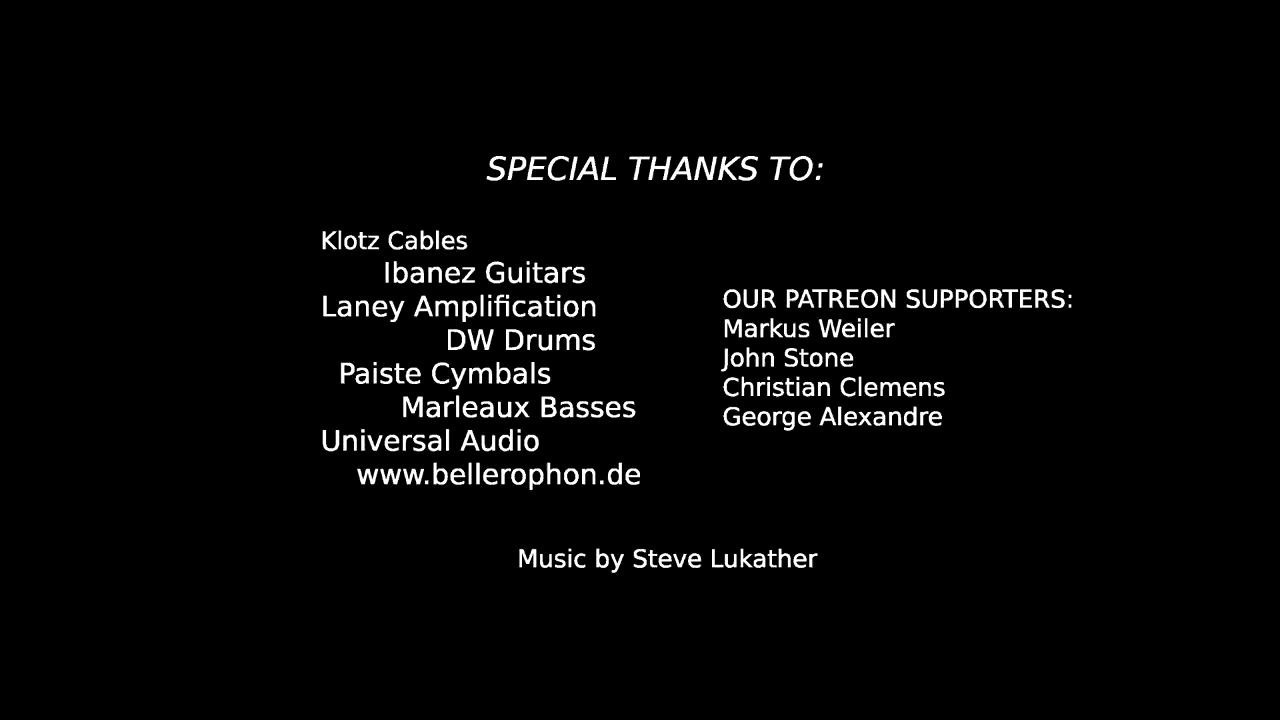 SPECIAL THANKS TO:
Klotz Cables
Ibanez Guitars
Laney Amplification
DW Drums
Paiste Cymbals
Marleaux Basses
Universal Audio
www.bellerophon.de
OUR PATREON SUPPORTERS:
Markus Weiler
John Stone
Christian Clemens
George Alexandre
Music by Steve Lukather